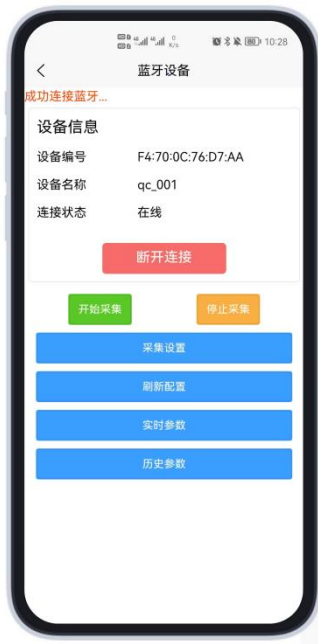 0
K/s
10:28
蓝牙设备
成功连接蓝牙...
设备信息
设备编号 F4:70:0C:76:D7:AA
设备名称 qc_001
连接状态 在线
断开连接
开始采集 停止采集
采集设置
刷新配置
实时参数
历史参数